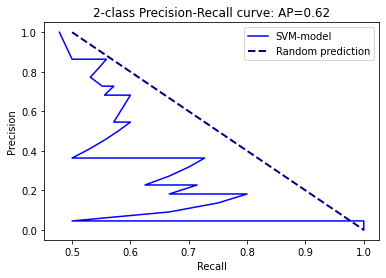 2-class Precision-Recall curve: AP=0.62
SVM-model
Random prediction
Precision
1.0
0.8
0.6
0.4
0.2
0.0
0.5 0.6 0.7 0.8 0.9 1.0
Recall